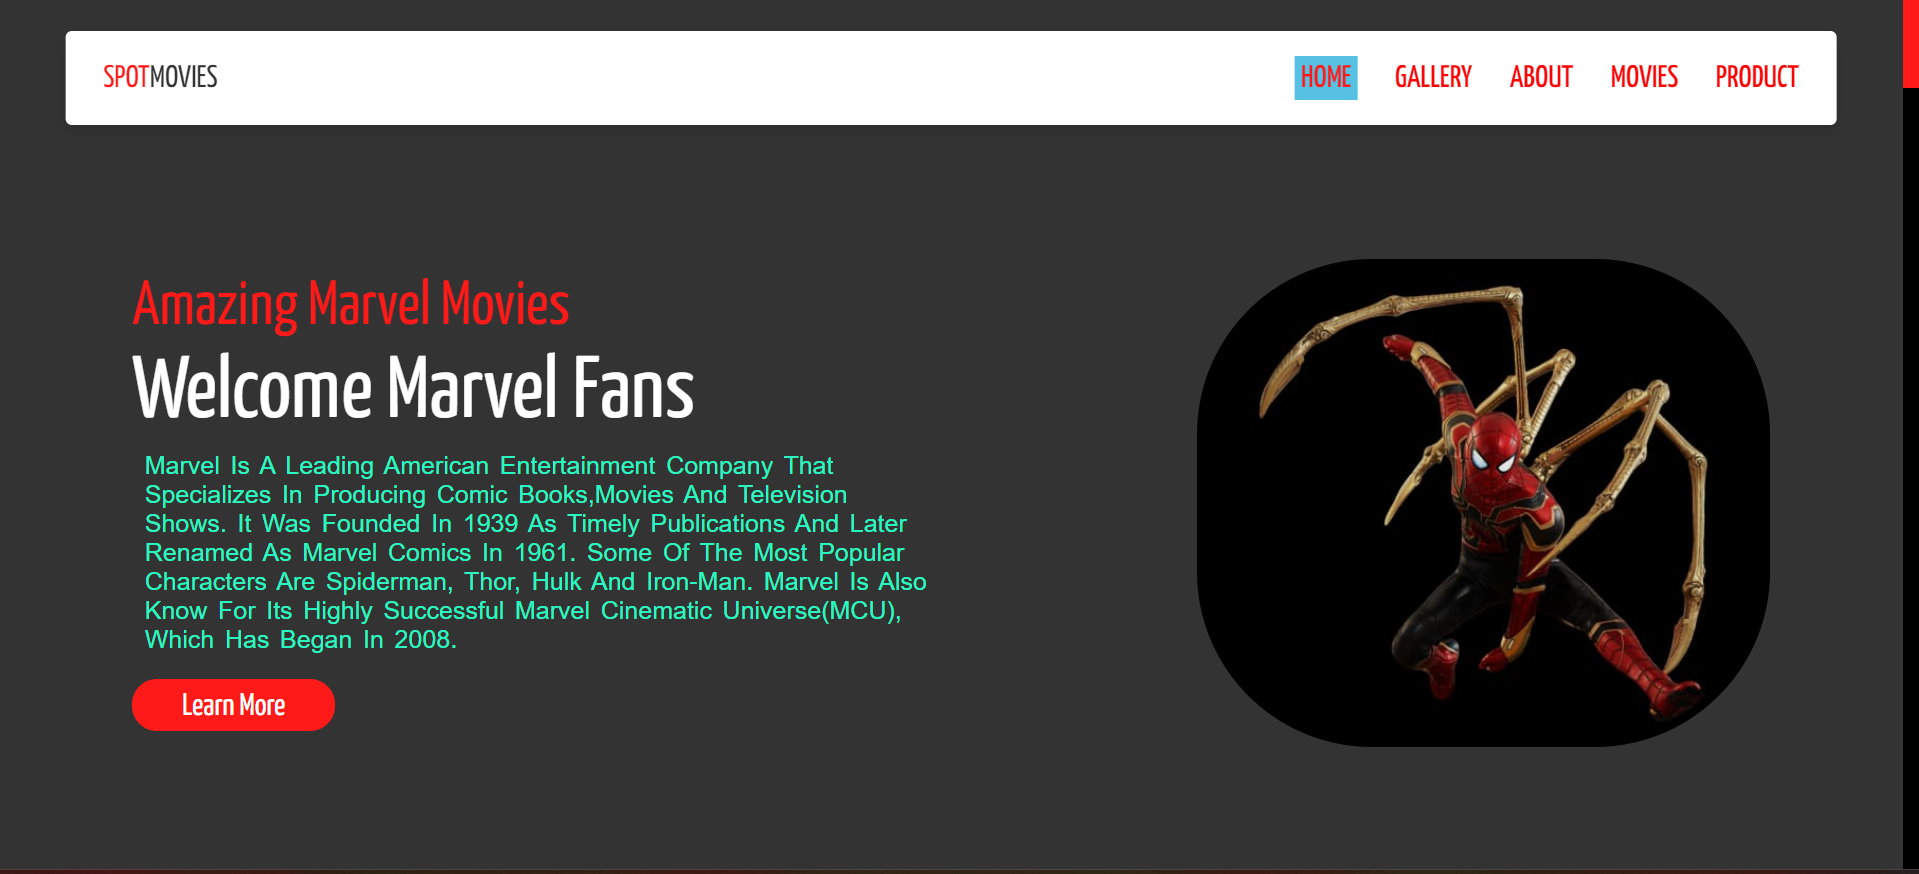 SPOTMOVIES
HOME GALLERY ABOUT MOVIES PRODUCT
Amazing Marvel Movies
Welcome Marvel Fans
Marvel Is A Leading American Entertainment Company That
Specializes In Producing Comic Books,Movies And Television
Shows. It Was Founded In 1939 As Timely Publications And Later
Renamed As Marvel Comics In 1961. Some Of The Most Popular
Characters Are Spiderman, Thor, Hulk And Iron-Man. Marvel Is Also
Know For Its Highly Successful Marvel Cinematic Universe(MCU),
Which Has Began In 2008.
Learn More